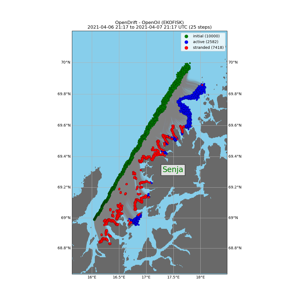 OpenDrift - OpenOil (EKOFISK)
2021-04-06 21:17 to 2021-04-07 21:17 UTC (25 steps)
initial (10000)
active (2582)
stranded (7418)
70°N
70°N
69.8°N
69.8°N
69.6°N
69.6°N
69.4°N
69.4°N
Senja
69.2°N
69.2°N
69°N
69°N
68.8°N
68.8°N
16°E
16.5°E
17°E
17.5°E
18°E